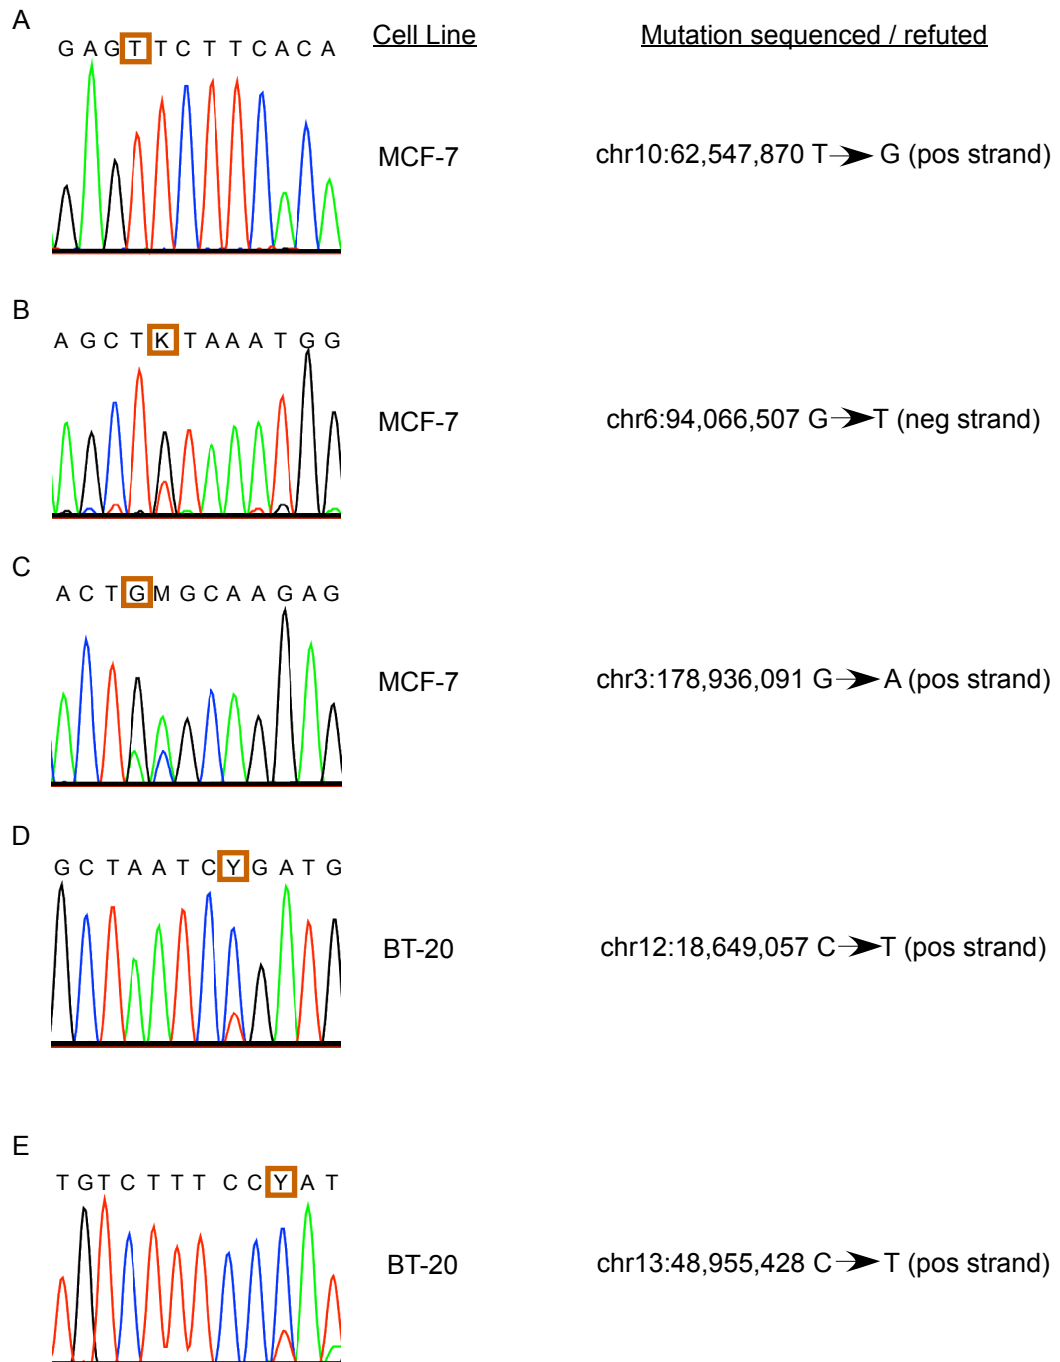 A
G A G T T C T T C A C A
Cell Line
Mutation sequenced / refuted
MCF-7
chr10:62,547,870 T → G (pos strand)
B
A G C T K T A A A T G G
MCF-7
chr6:94,066,507 G → T (neg strand)
C
A C T G M G C A A G A G
MCF-7
chr3:178,936,091 G → A (pos strand)
D
G C T A A T C Y G A T G
BT-20
chr12:18,649,057 C → T (pos strand)
E
T G T C T T T C C Y A T
BT-20
chr13:48,955,428 C → T (pos strand)